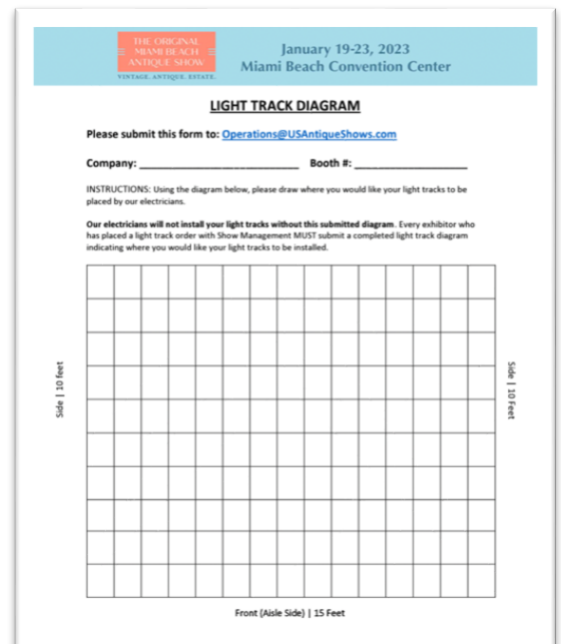 THE ORIGINAL
MIAMI BEACH
ANTIQUE SHOW
VINTAGE. ANTIQUE. ESTATE.
January 19-23, 2023
Miami Beach Convention Center
LIGHT TRACK DIAGRAM
Please submit this form to: Operations@USAntiqueShows.com
Company: ____________________________ Booth #: ____________________
INSTRUCTIONS: Using the diagram below, please draw where you would like your light tracks to be
placed by our electricians.
Our electricians will not install your light tracks without this submitted diagram. Every exhibitor who
has placed a light track order with Show Management MUST submit a completed light track diagram
indicating where you would like your light tracks to be installed.
Side | 10 feet
Side | 10 Feet
Front (Aisle Side) | 15 Feet